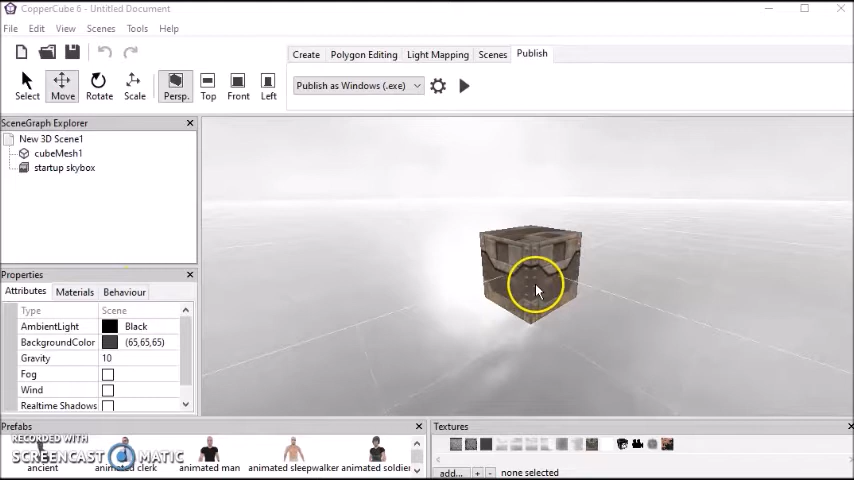 CopperCube 6 - Untitled Document
File Edit View Scenes Tools Help
Create Polygon Editing Light Mapping Scenes Publish
Select Move Rotate Scale Persp. Top Front Left
Publish as Windows (.exe)
SceneGraph Explorer
New 3D Scene1
cubeMesh1
startup skybox
Properties
Attributes Materials Behaviour
Type Scene
AmbientLight Black
BackgroundColor (65,65,65)
Gravity 10
Fog
Wind
Realtime Shadows
Prefabs
ancient animated clerk animated man animated sleepwalker animated soldier
RECORDED WITH
SCREENCAST MATIC
Textures
add... + - none selected